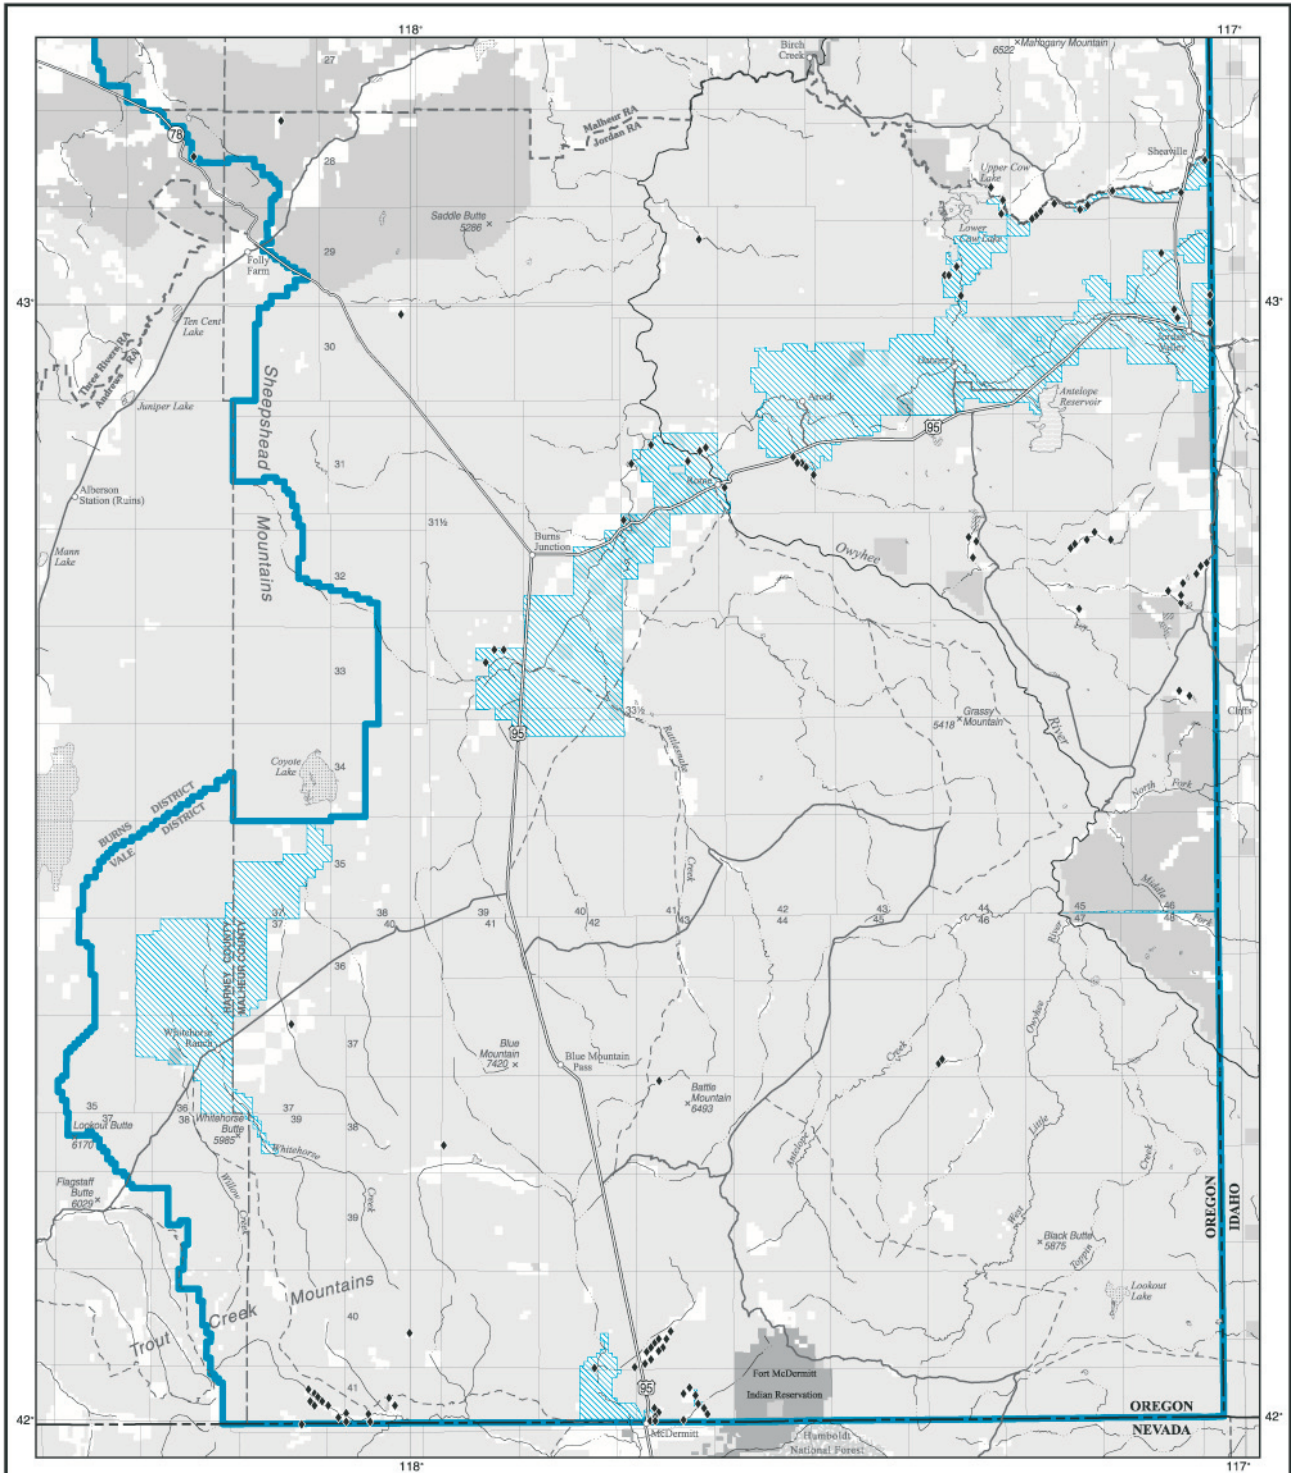 118°
117°
Birch
Creek
6522 Mahogany Mountain
27
78
Malheur RA
Jordan RA
28
Sheaville
Upper Cow
Lake
Saddle Butte
5286
Lower
Cow Lake
29
Folly
Farm
43°
43°
Ten Cent
Lake
30
Three Rivers RA
Andrews RA
Jordan
Valley
Danner
Juniper Lake
Arock
Antelope
Reservoir
95
Sheepshead Mountains
31
Rome
Alberson
Station (Ruins)
31½
Burns
Junction
Owyhee
Mann
Lake
32
33
33½
Grassy
Mountain
5418
River
Cliffs
95
Rattlesnake
Coyote
Lake
34
North Fork
BURNS DISTRICT
VALE DISTRICT
35
Creek
Middle
Fork
37
37
38
40
39
41
40
42
41
43
42
44
43
45
44
46
45
47
46
48
HARNEY COUNTY
MALHEUR COUNTY
River
36
Owyhee
Whitehorse
Ranch
37
Blue
Mountain
7420
Blue Mountain
Pass
Creek
Battle
Mountain
6493
35
37
36
38
37
39
Lookout Butte
6170
Whitehorse
Butte
5985
38
Little
Whitehorse
Antelope
Creek
Flagstaff
Butte
6029
Willow
Creek
Creek
39
West
OREGON
IDAHO
Black Butte
5875
Toppin
Lookout
Lake
Trout Creek Mountains
40
41
Fort McDermitt
Indian Reservation
95
42°
42°
OREGON
NEVADA
McDermitt
Humboldt
National Forest
118°
117°